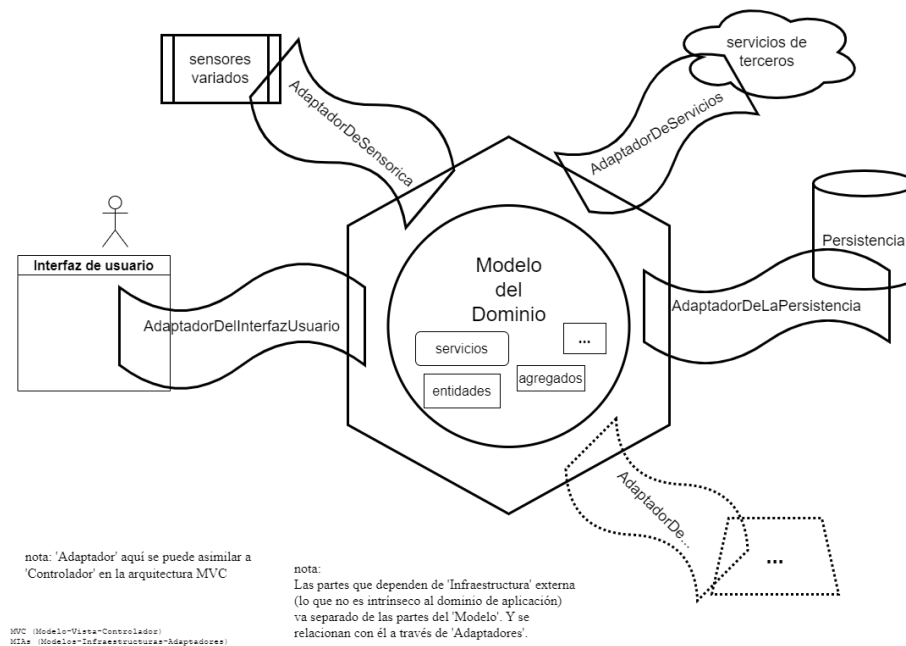 sensores
variados
AdaptadorDeSensorica
servicios de
terceros
AdaptadorDeServicios
Interfaz de usuario
AdaptadorDelInterfazUsuario
Modelo
del
Dominio
servicios
...
entidades
agregados
Persistencia
AdaptadorDeLaPersistencia
AdaptadorDe...
...
nota: 'Adaptador' aquí se puede asimilar a
'Controlador' en la arquitectura MVC
nota:
Las partes que dependen de 'Infraestructura' externa
(lo que no es intrínseco al dominio de aplicación)
va separado de las partes del 'Modelo'. Y se
relacionan con él a través de 'Adaptadores'.
MVC (Modelo-Vista-Controlador)
MIAs (Modelos-Infraestructuras-Adaptadores)